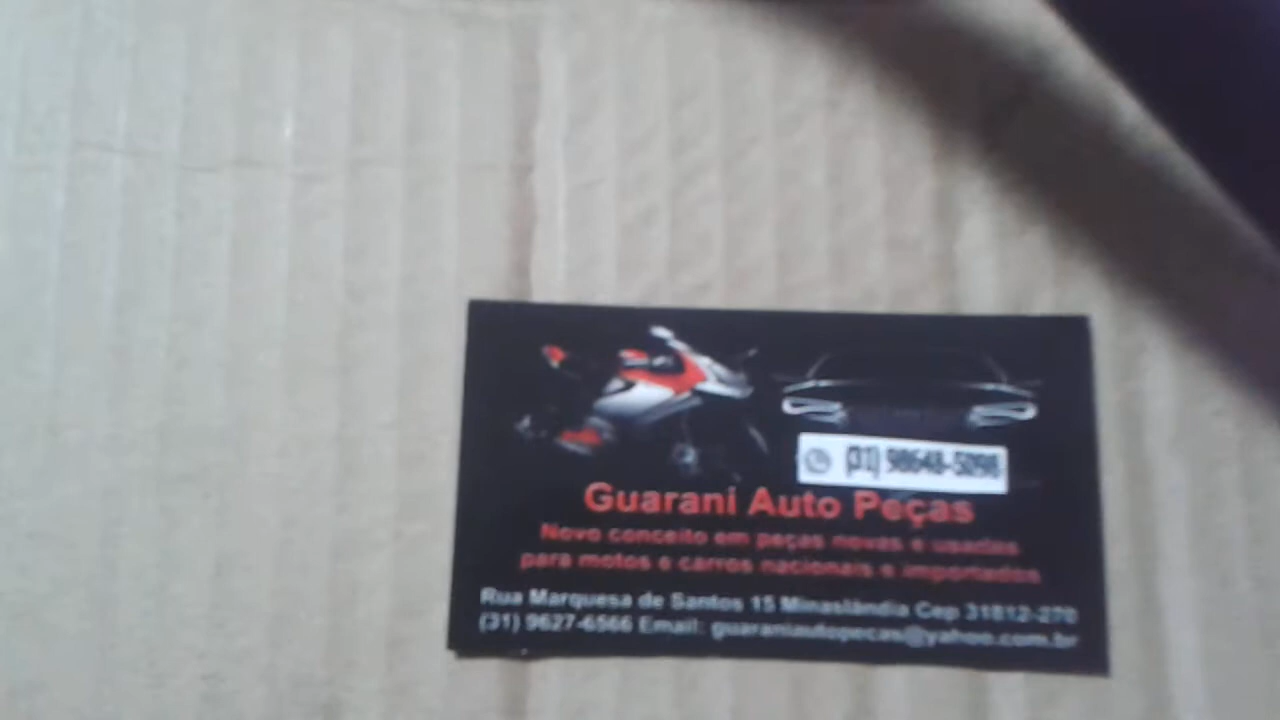 (31) 98648-5098
Guarani Auto Peças
Novo conceito em peças novas e usadas
para motos e carros nacionais e importados
Rua Marquesa de Santos 15 Minaslândia Cep 31812-270
(31) 9627-6566 Email: guaraniautopecas@yahoo.com.br